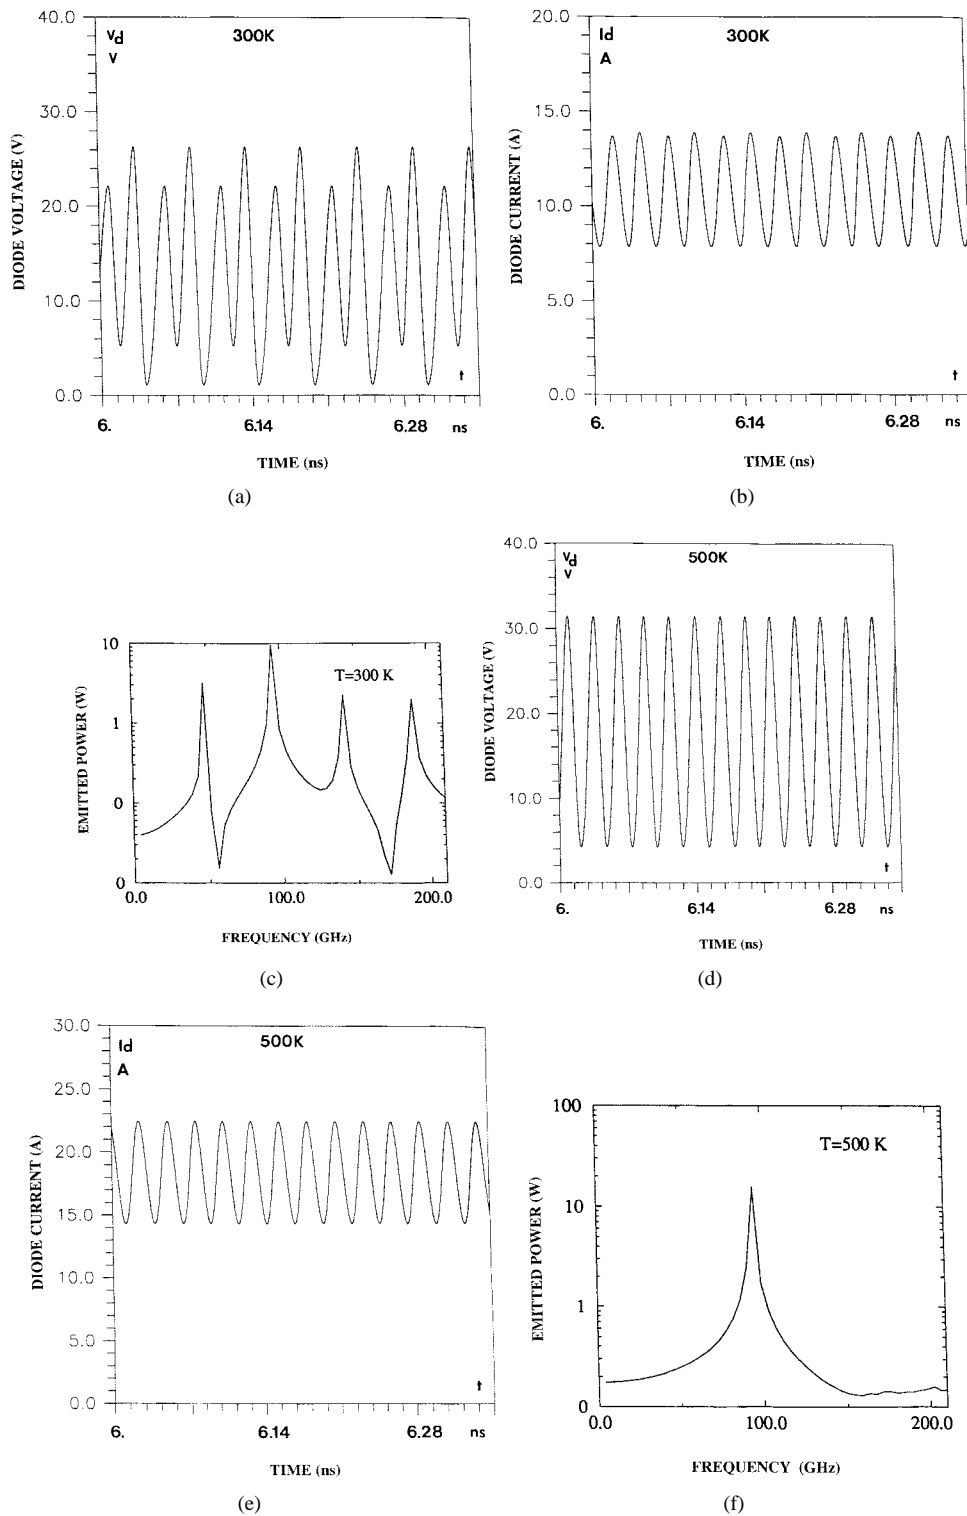 40.0
Vd
V
300K
30.0
20.0
10.0
0.0
DIODE VOLTAGE (V)
t
6. 6.14 6.28 ns
TIME (ns)
(a)
20.0
Id
A
300K
15.0
10.0
5.0
0.0
DIODE CURRENT (A)
t
6. 6.14 6.28 ns
TIME (ns)
(b)
10
1
0
0
EMITTED POWER (W)
T=300 K
0.0 100.0 200.0
FREQUENCY (GHz)
(c)
40.0
Vd
V
500K
30.0
20.0
10.0
0.0
DIODE VOLTAGE (V)
t
6. 6.14 6.28 ns
TIME (ns)
(d)
30.0
Id
A
500K
25.0
20.0
15.0
10.0
5.0
0.0
DIODE CURRENT (A)
t
6. 6.14 6.28 ns
TIME (ns)
(e)
100
10
1
0
EMITTED POWER (W)
T=500 K
0.0 100.0 200.0
FREQUENCY (GHz)
(f)